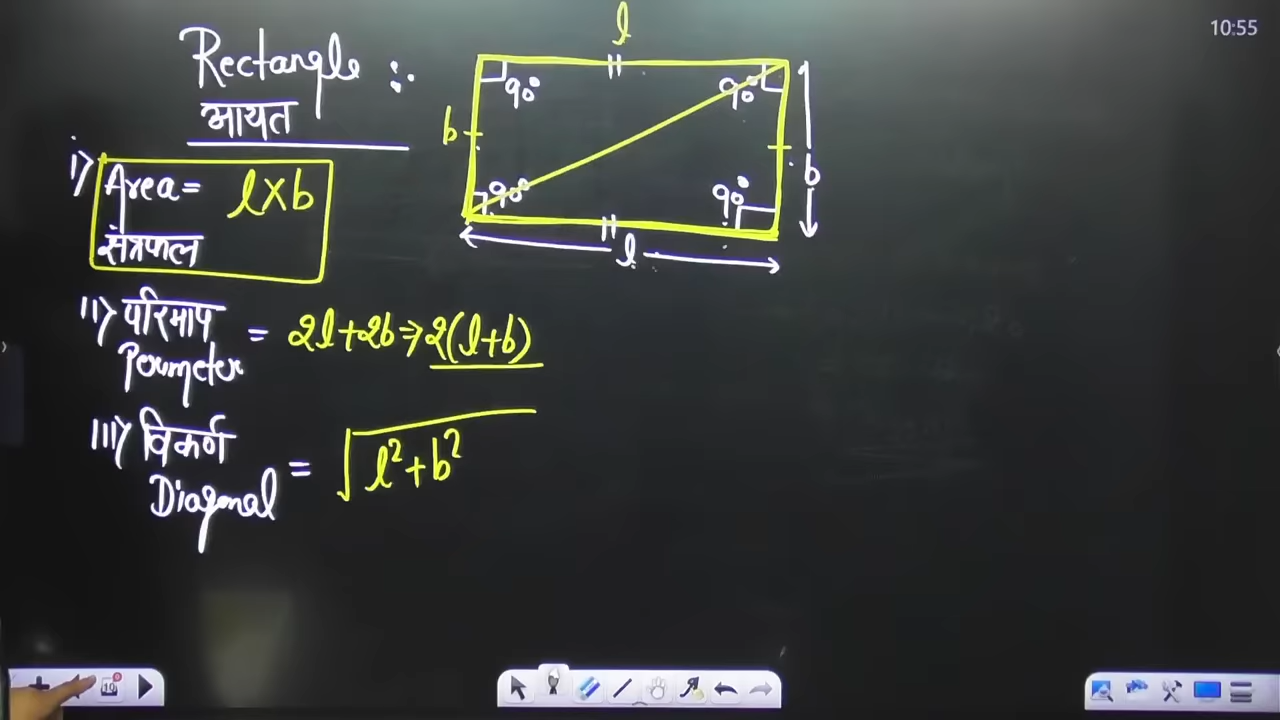 10:55
Rectangle :-
आयत
l
90° 90°
b
b
90° 90°
l
i) Area = l×b
क्षेत्रफल
ii) परिमाप
Perimeter = 2l+2b ⇒ 2(l+b)
iii) विकर्ण
Diagonal = √l²+b²
10